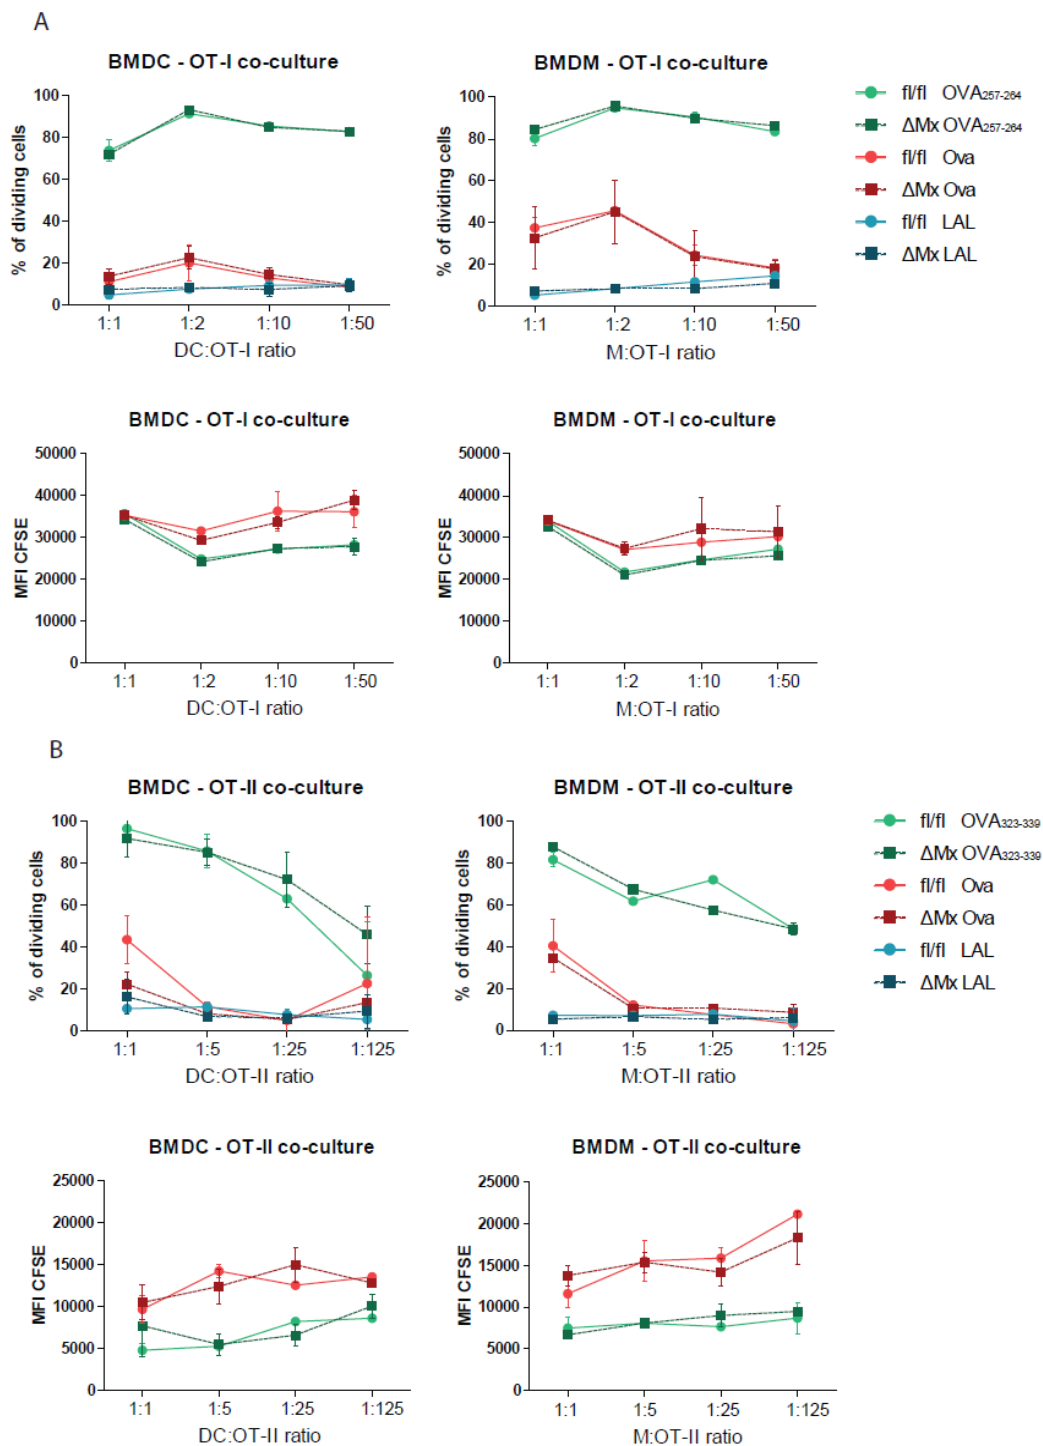 A
BMDC - OT-I co-culture
% of dividing cells
100
80
60
40
20
0
1:1 1:2 1:10 1:50
DC:OT-I ratio
BMDM - OT-I co-culture
% of dividing cells
100
80
60
40
20
0
1:1 1:2 1:10 1:50
M:OT-I ratio
fl/fl OVA257-264
ΔMx OVA257-264
fl/fl Ova
ΔMx Ova
fl/fl LAL
ΔMx LAL
BMDC - OT-I co-culture
MFI CFSE
50000
40000
30000
20000
10000
0
1:1 1:2 1:10 1:50
DC:OT-I ratio
BMDM - OT-I co-culture
MFI CFSE
50000
40000
30000
20000
10000
0
1:1 1:2 1:10 1:50
M:OT-I ratio
B
BMDC - OT-II co-culture
% of dividing cells
100
80
60
40
20
0
1:1 1:5 1:25 1:125
DC:OT-II ratio
BMDM - OT-II co-culture
% of dividing cells
100
80
60
40
20
0
1:1 1:5 1:25 1:125
M:OT-II ratio
fl/fl OVA323-339
ΔMx OVA323-339
fl/fl Ova
ΔMx Ova
fl/fl LAL
ΔMx LAL
BMDC - OT-II co-culture
MFI CFSE
25000
20000
15000
10000
5000
0
1:1 1:5 1:25 1:125
DC:OT-II ratio
BMDM - OT-II co-culture
MFI CFSE
25000
20000
15000
10000
5000
0
1:1 1:5 1:25 1:125
M:OT-II ratio